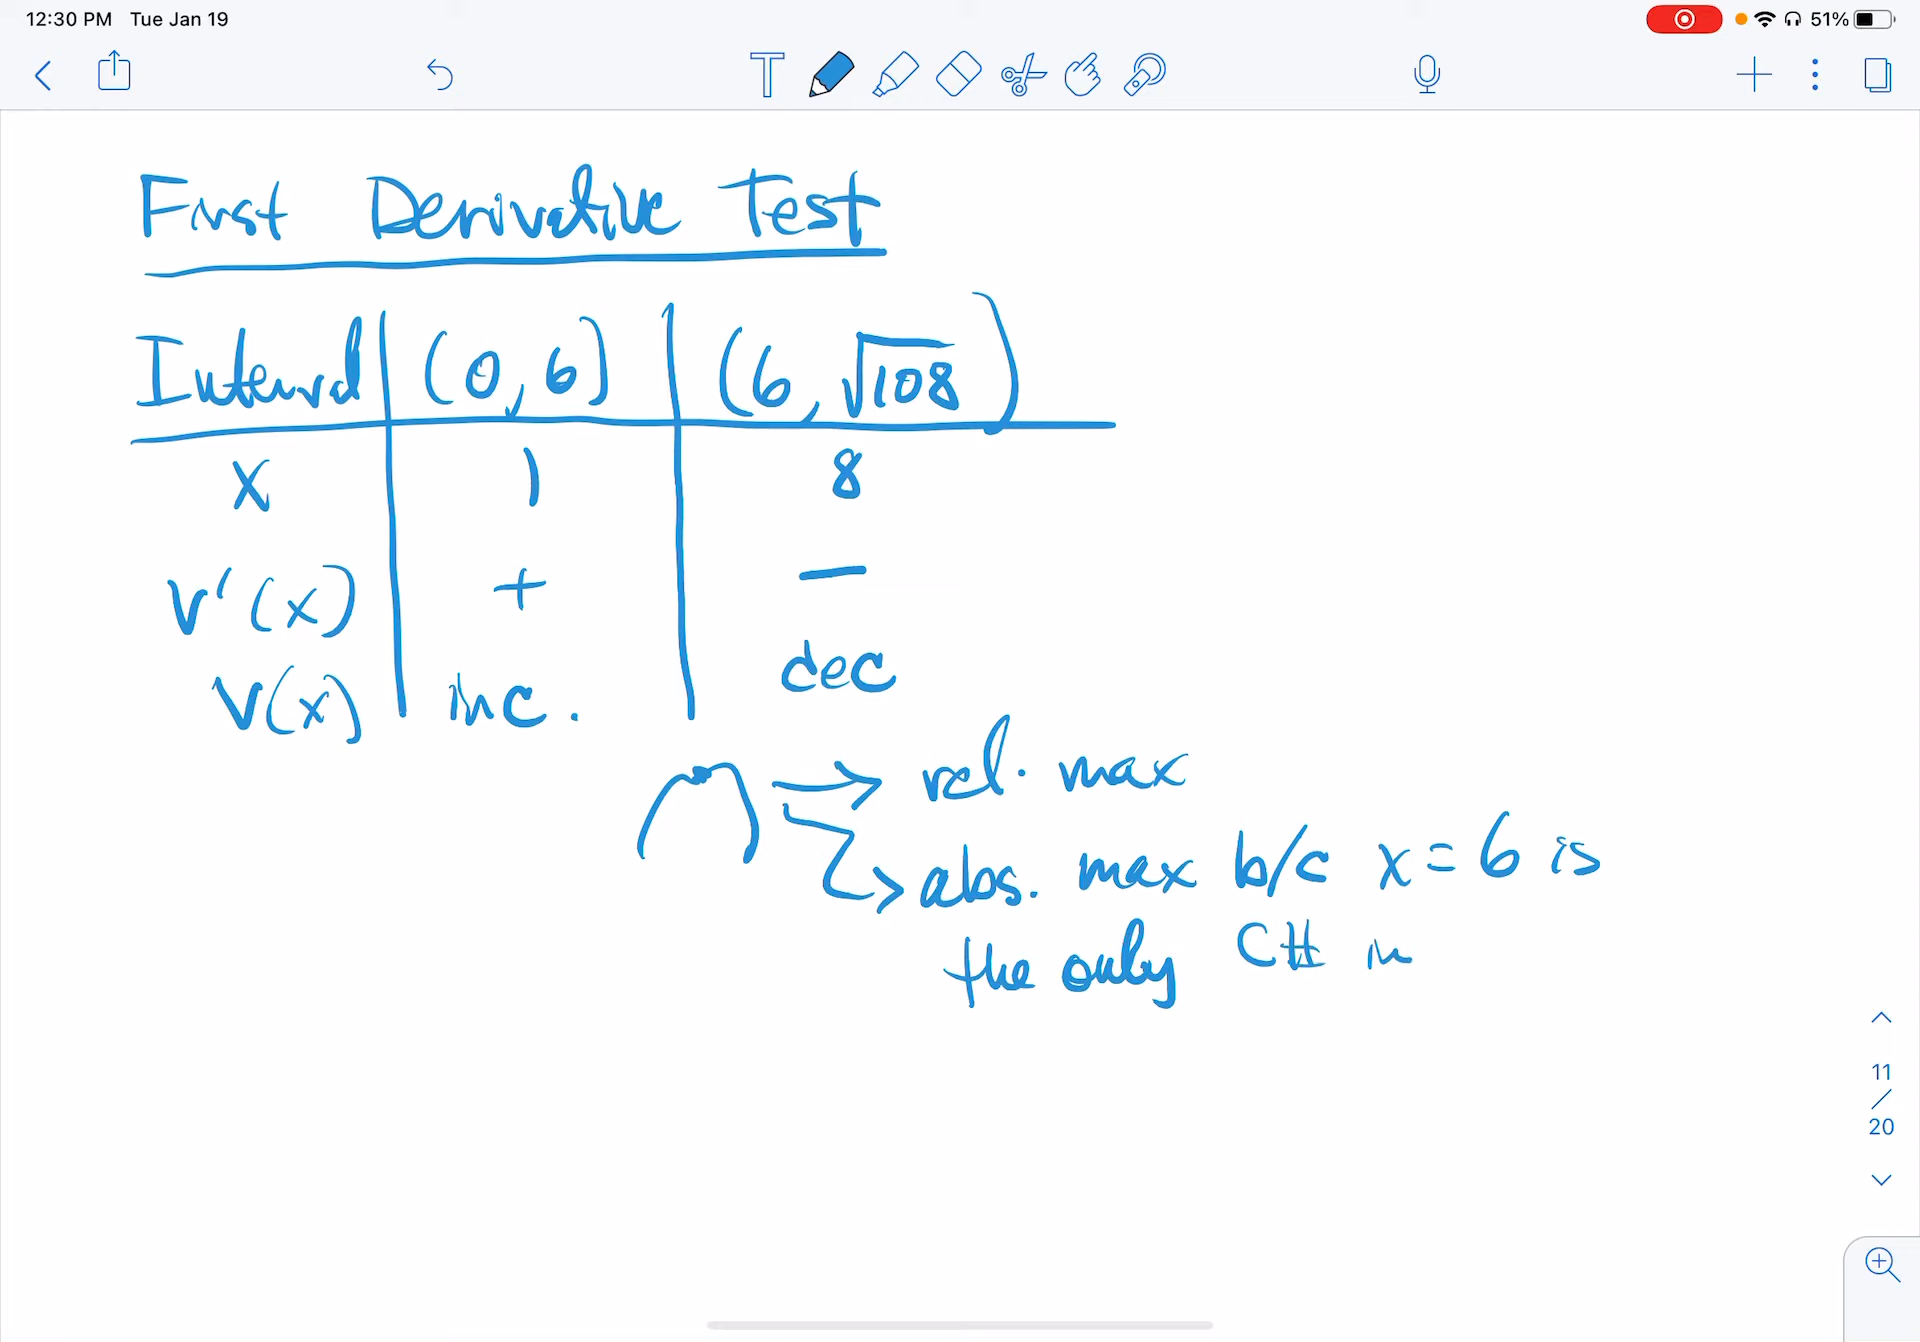 12:30 PM Tue Jan 19
51%
T
First Derivative Test
Interval (0,6) (6,√108)
x 1 8
v'(x) + —
v(x) inc. dec
→ rel. max
abs. max b/c x=6 is
the only C# in
11
/
20